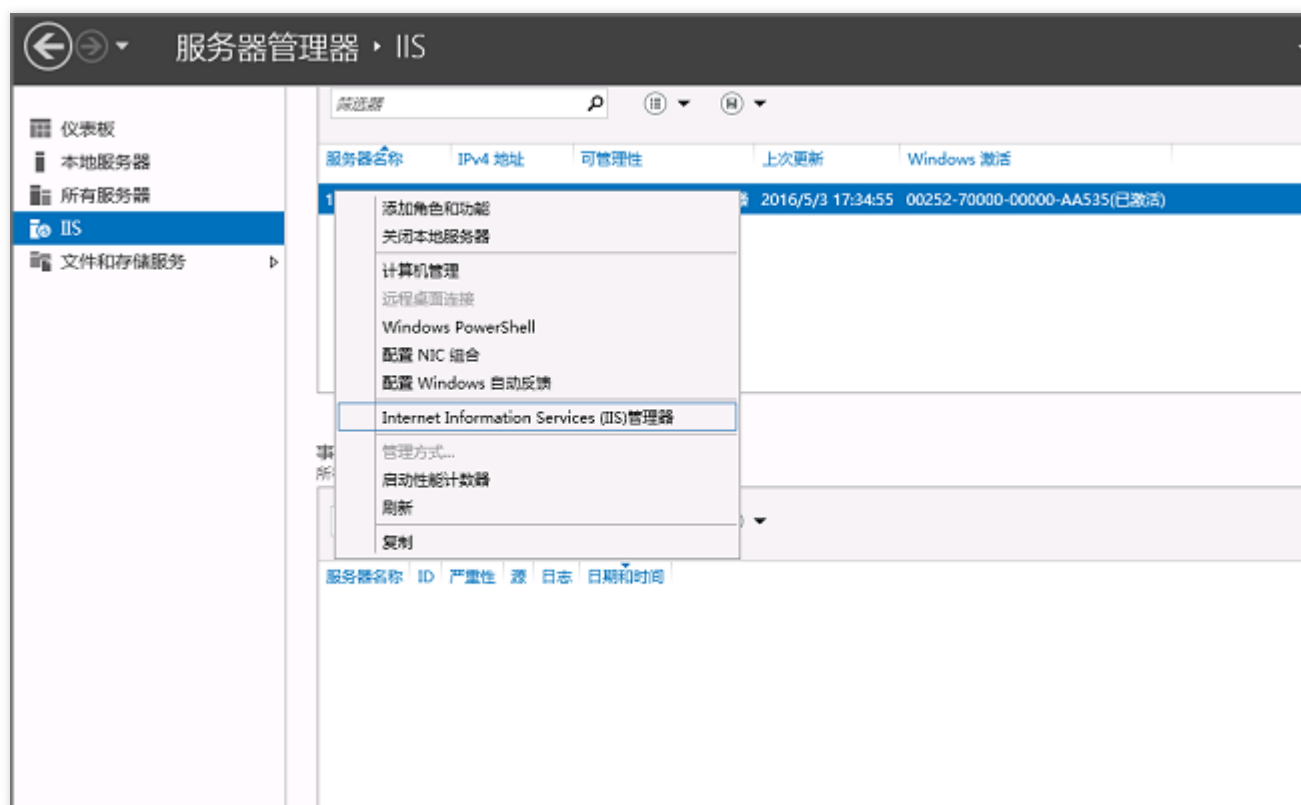 服务器管理器 ‣ IIS
筛选器
仪表板
本地服务器
所有服务器
IIS
文件和存储服务
服务器名称 IPv4 地址 可管理性 上次更新 Windows 激活
1 2016/5/3 17:34:55 00252-70000-00000-AA535(已激活)
添加角色和功能
关闭本地服务器
计算机管理
远程桌面连接
Windows PowerShell
配置 NIC 组合
配置 Windows 自动反馈
Internet Information Services (IIS)管理器
管理方式...
启动性能计数器
刷新
复制
事
所
服务器名称 ID 严重性 源 日志 日期和时间